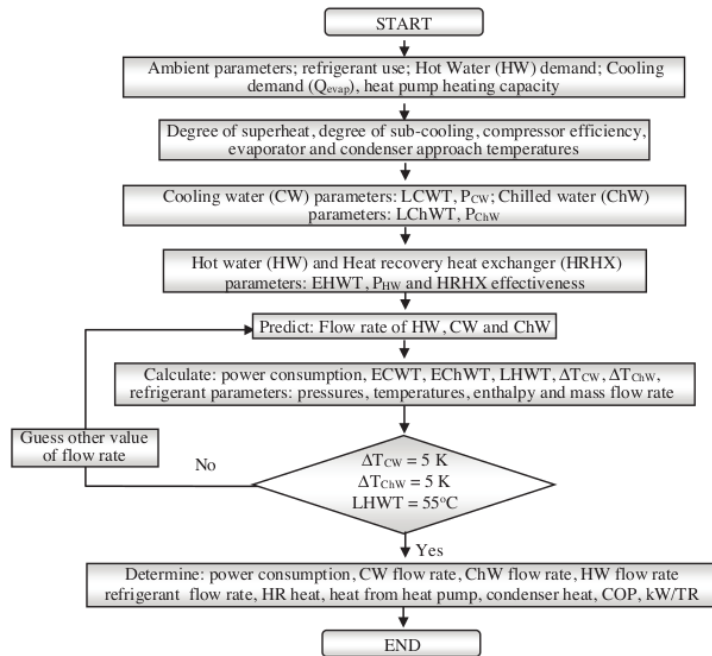 START
Ambient parameters; refrigerant use; Hot Water (HW) demand; Cooling
demand (Qevap), heat pump heating capacity
Degree of superheat, degree of sub-cooling, compressor efficiency,
evaporator and condenser approach temperatures
Cooling water (CW) parameters: LCWT, PCW; Chilled water (ChW)
parameters: LChWT, PChW
Hot water (HW) and Heat recovery heat exchanger (HRHX)
parameters: EHWT, PHW and HRHX effectiveness
Predict: Flow rate of HW, CW and ChW
Calculate: power consumption, ECWT, EChWT, LHWT, ΔTCW, ΔTChW,
refrigerant parameters: pressures, temperatures, enthalpy and mass flow rate
Guess other value
of flow rate
No
ΔTCW = 5 K
ΔTChW = 5 K
LHWT = 55°C
Yes
Determine: power consumption, CW flow rate, ChW flow rate, HW flow rate
refrigerant flow rate, HR heat, heat from heat pump, condenser heat, COP, kW/TR
END